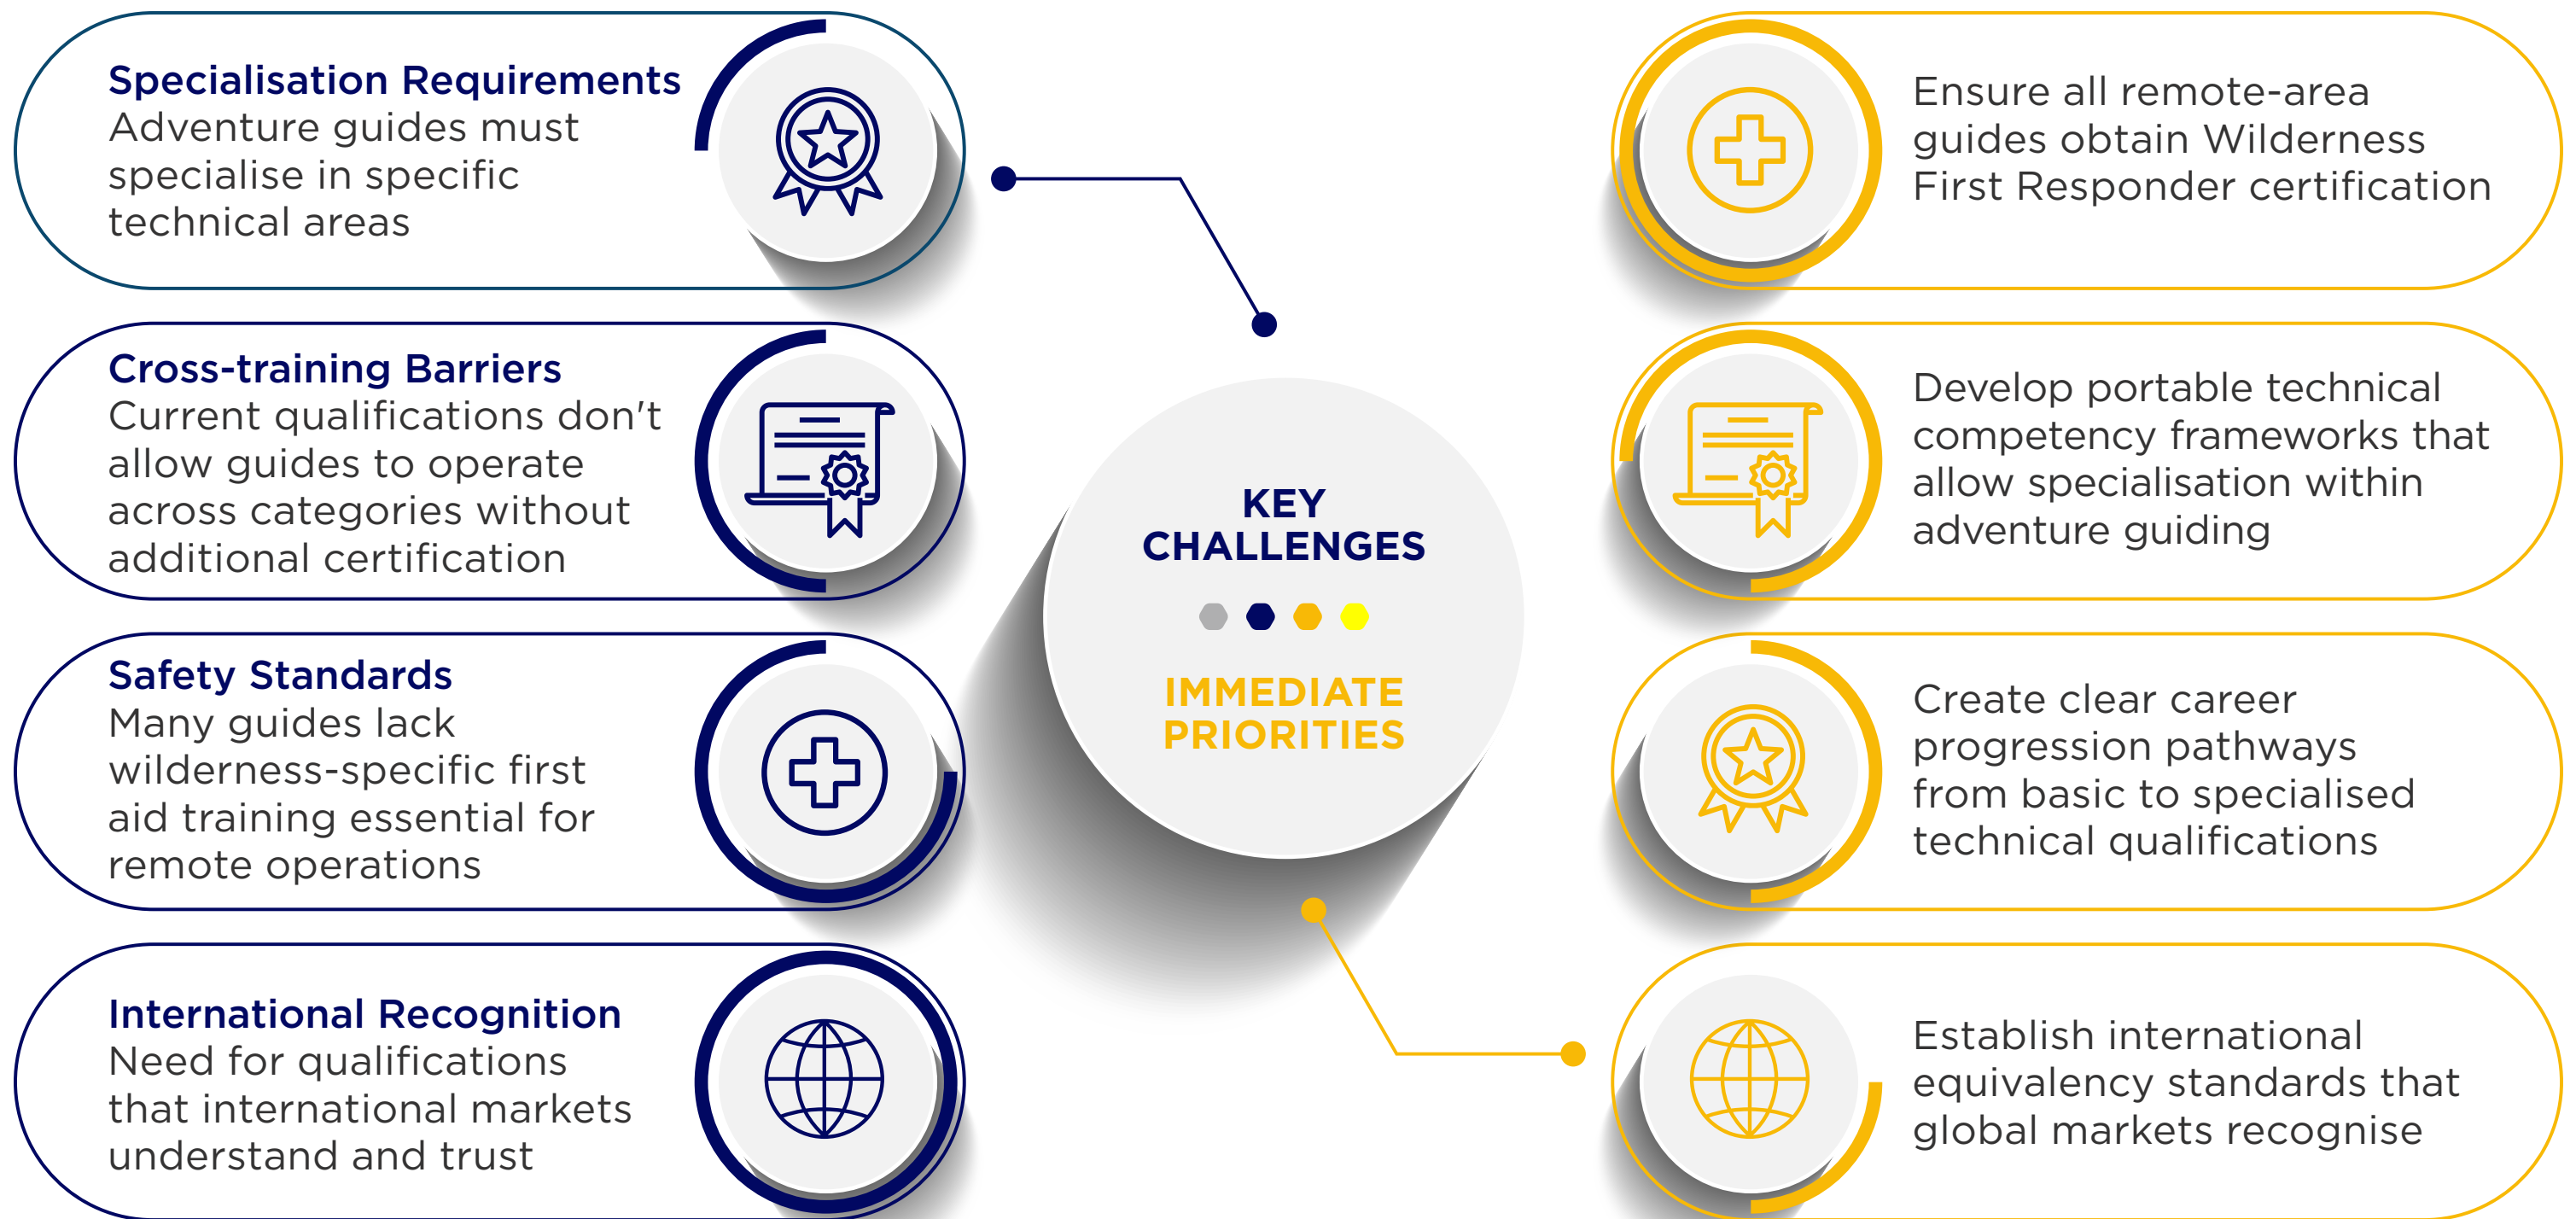 Specialisation Requirements
Adventure guides must
specialise in specific
technical areas
Cross-training Barriers
Current qualifications don't
allow guides to operate
across categories without
additional certification
Safety Standards
Many guides lack
wilderness-specific first
aid training essential for
remote operations
International Recognition
Need for qualifications
that international markets
understand and trust
KEY
CHALLENGES
IMMEDIATE
PRIORITIES
Ensure all remote-area
guides obtain Wilderness
First Responder certification
Develop portable technical
competency frameworks that
allow specialisation within
adventure guiding
Create clear career
progression pathways
from basic to specialised
technical qualifications
Establish international
equivalency standards that
global markets recognise